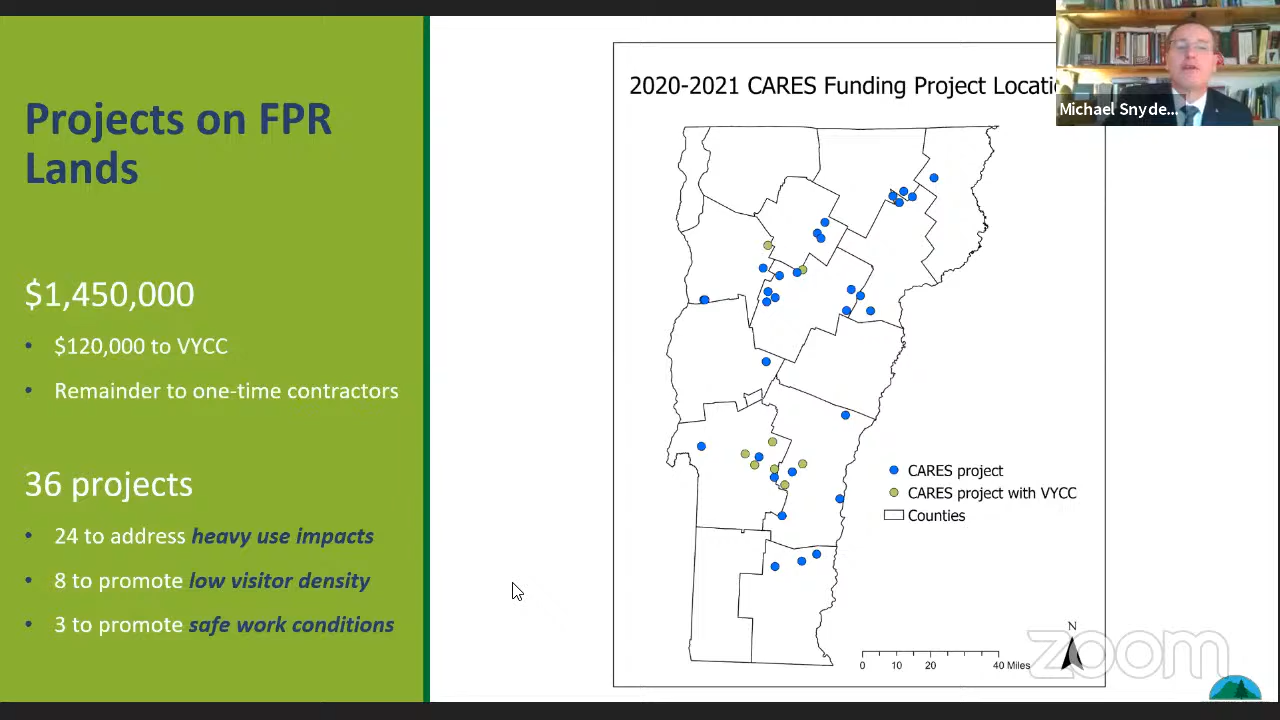 Projects on FPR
Lands
$1,450,000
• $120,000 to VYCC
• Remainder to one-time contractors
36 projects
• 24 to address heavy use impacts
• 8 to promote low visitor density
• 3 to promote safe work conditions
2020-2021 CARES Funding Project Locatio
Michael Snyde...
CARES project
CARES project with VYCC
Counties
N
0 10 20 40 Miles
zoom